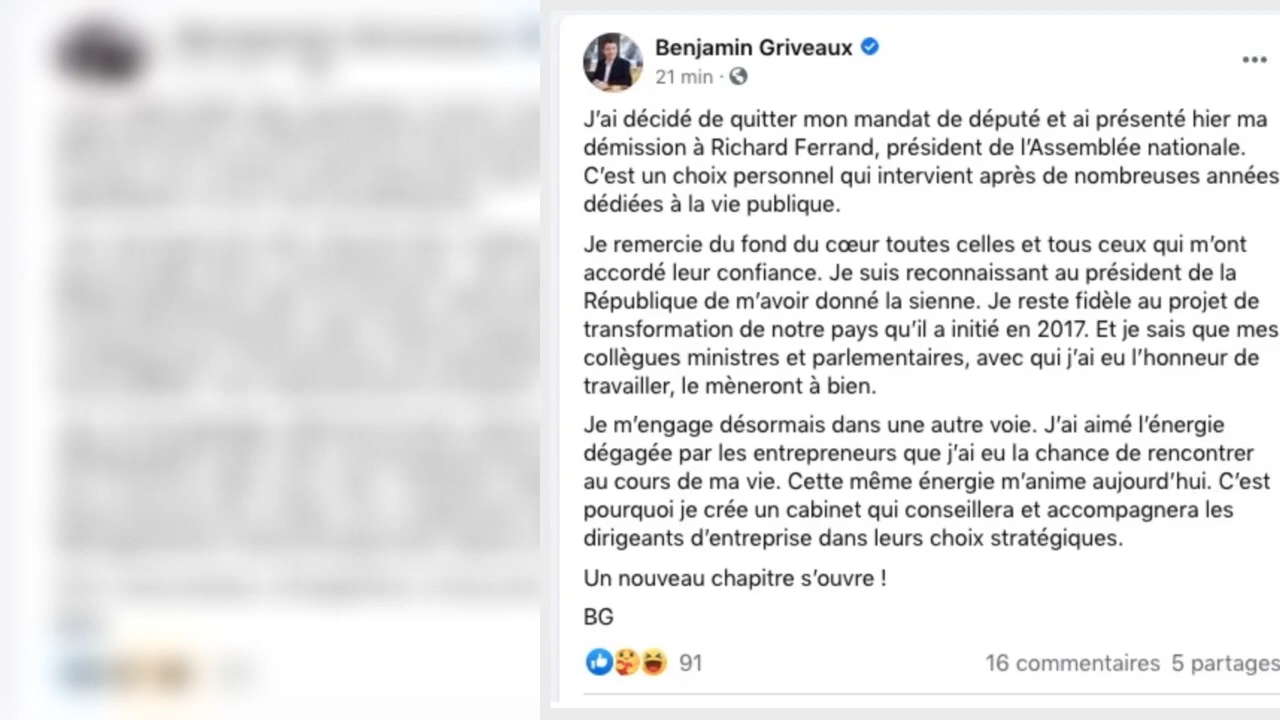 Benjamin Griveaux
21 min ·
J'ai décidé de quitter mon mandat de député et ai présenté hier ma
démission à Richard Ferrand, président de l'Assemblée nationale.
C'est un choix personnel qui intervient après de nombreuses années
dédiées à la vie publique.
Je remercie du fond du cœur toutes celles et tous ceux qui m'ont
accordé leur confiance. Je suis reconnaissant au président de la
République de m'avoir donné la sienne. Je reste fidèle au projet de
transformation de notre pays qu'il a initié en 2017. Et je sais que mes
collègues ministres et parlementaires, avec qui j'ai eu l'honneur de
travailler, le mèneront à bien.
Je m'engage désormais dans une autre voie. J'ai aimé l'énergie
dégagée par les entrepreneurs que j'ai eu la chance de rencontrer
au cours de ma vie. Cette même énergie m'anime aujourd'hui. C'est
pourquoi je crée un cabinet qui conseillera et accompagnera les
dirigeants d'entreprise dans leurs choix stratégiques.
Un nouveau chapitre s'ouvre !
BG
91 16 commentaires 5 partages